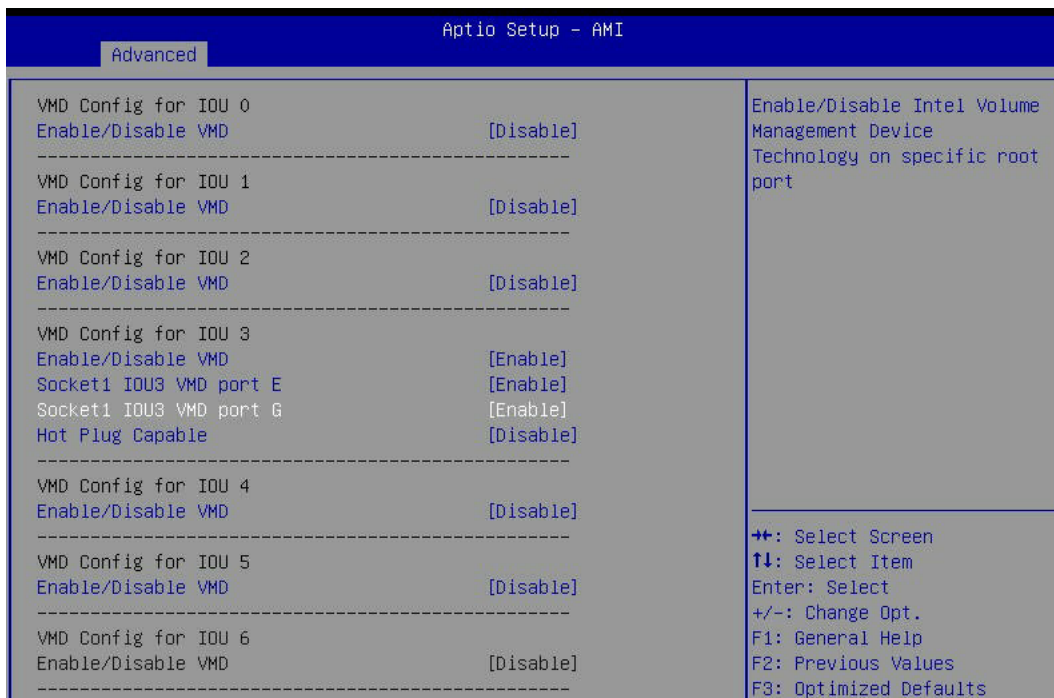 Aptio Setup – AMI
Advanced
VMD Config for IOU 0
Enable/Disable VMD [Disable]
------------------------------------------------
VMD Config for IOU 1
Enable/Disable VMD [Disable]
------------------------------------------------
VMD Config for IOU 2
Enable/Disable VMD [Disable]
------------------------------------------------
VMD Config for IOU 3
Enable/Disable VMD [Enable]
Socket1 IOU3 VMD port E [Enable]
Socket1 IOU3 VMD port G [Enable]
Hot Plug Capable [Disable]
------------------------------------------------
VMD Config for IOU 4
Enable/Disable VMD [Disable]
------------------------------------------------
VMD Config for IOU 5
Enable/Disable VMD [Disable]
------------------------------------------------
VMD Config for IOU 6
Enable/Disable VMD [Disable]
------------------------------------------------
Enable/Disable Intel Volume
Management Device
Technology on specific root
port
→←: Select Screen
↑↓: Select Item
Enter: Select
+/-: Change Opt.
F1: General Help
F2: Previous Values
F3: Optimized Defaults